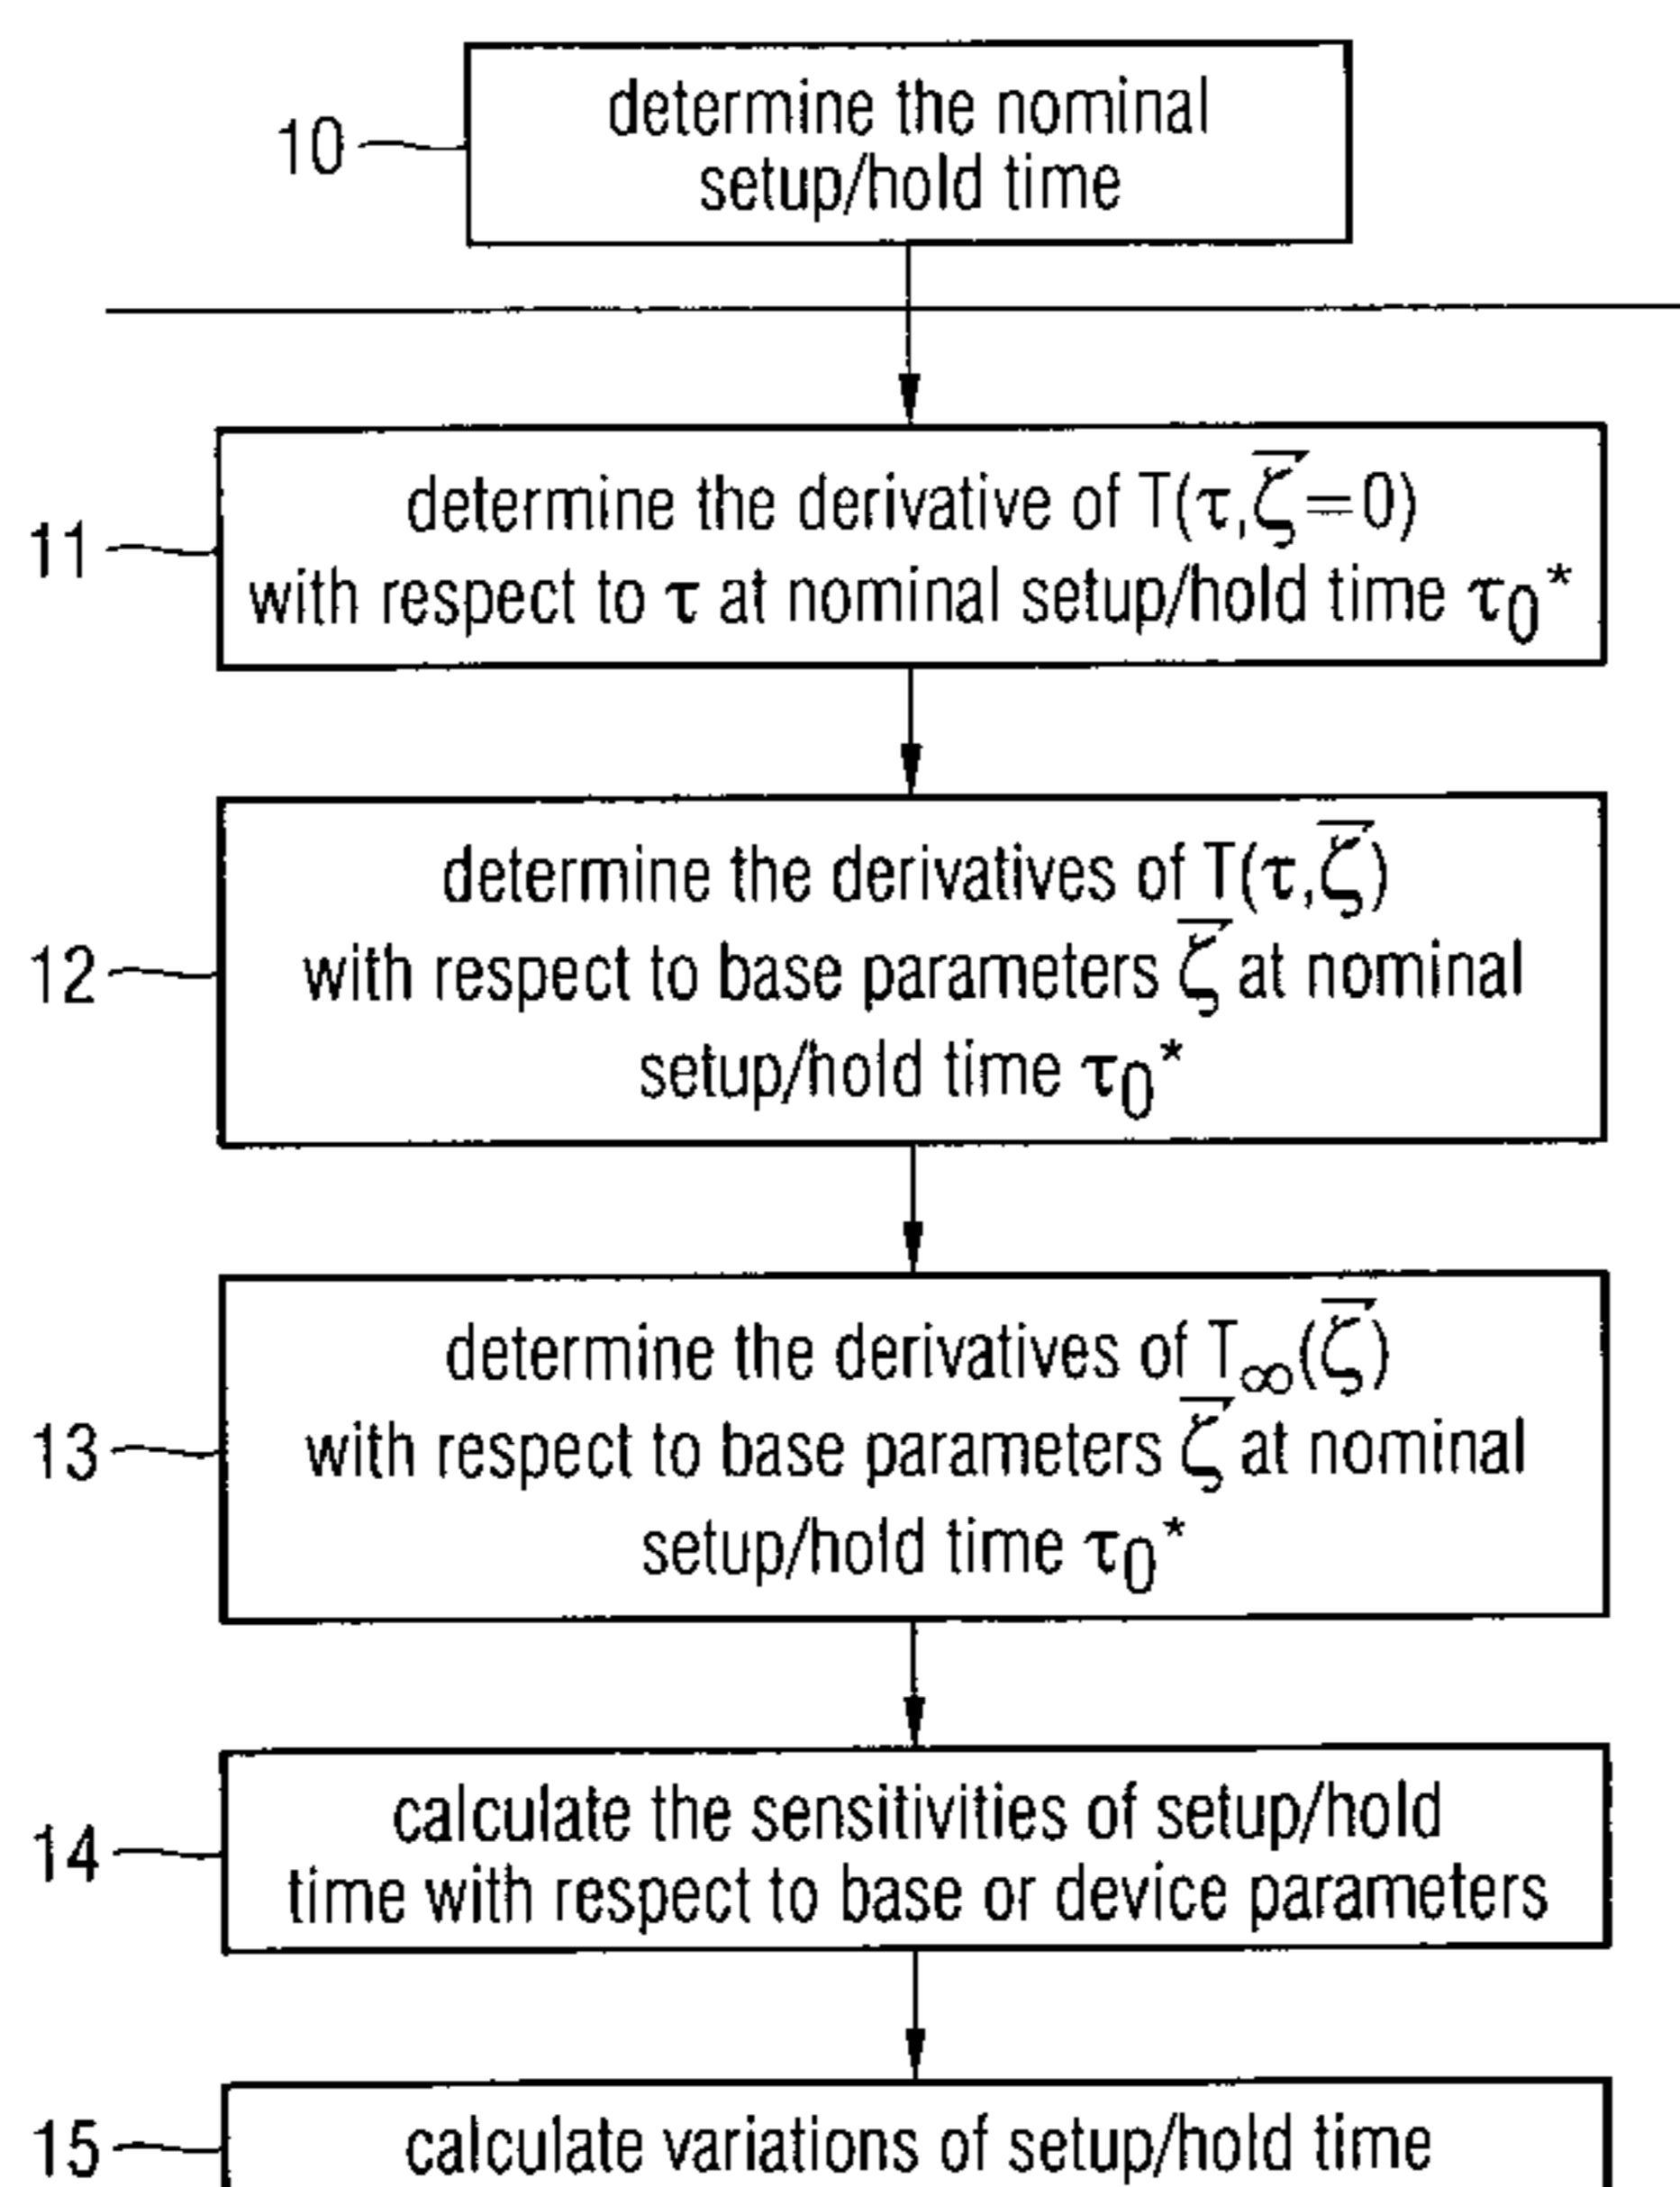 10
determine the nominal
setup/hold time
11
determine the derivative of T(τ,ζ⃗=0)
with respect to τ at nominal setup/hold time τ₀*
12
determine the derivatives of T(τ,ζ⃗)
with respect to base parameters ζ⃗ at nominal
setup/hold time τ₀*
13
determine the derivatives of T∞(ζ⃗)
with respect to base parameters ζ⃗ at nominal
setup/hold time τ₀*
14
calculate the sensitivities of setup/hold
time with respect to base or device parameters
15
calculate variations of setup/hold time